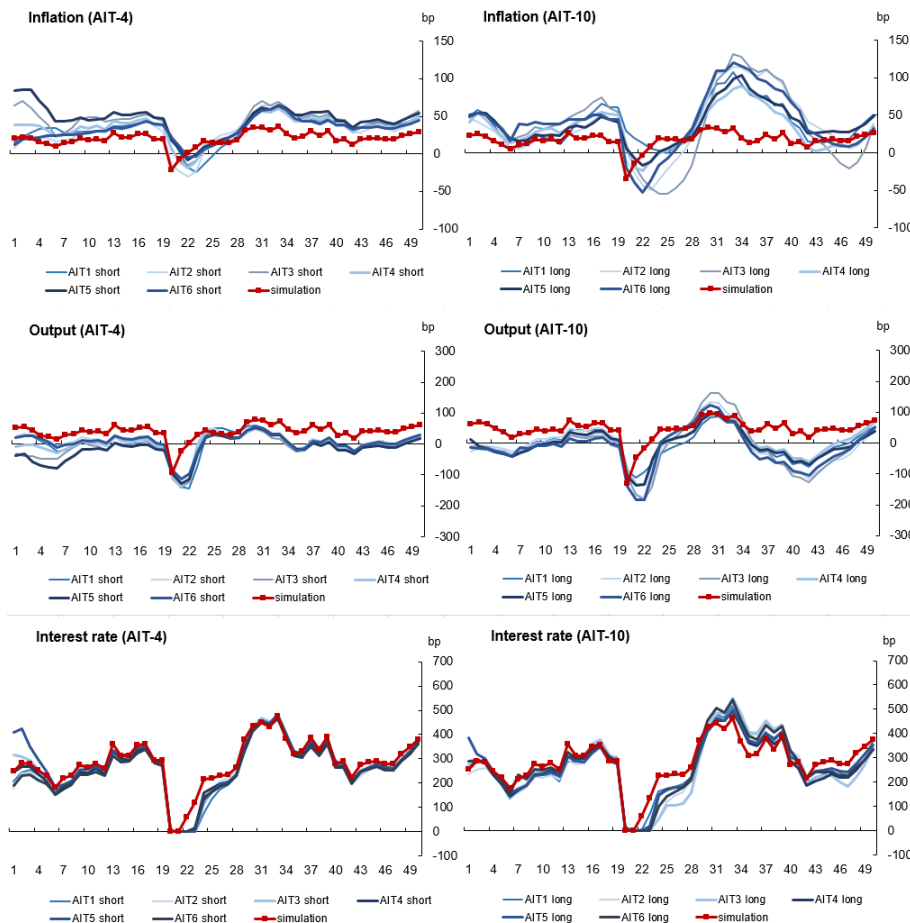 Inflation (AIT-4)
bp
150
100
50
0
-50
-100
1 4 7 10 13 16 19 22 25 28 31 34 37 40 43 46 49
AIT1 short AIT2 short AIT3 short AIT4 short
AIT5 short AIT6 short simulation
Inflation (AIT-10)
bp
150
100
50
0
-50
-100
1 4 7 10 13 16 19 22 25 28 31 34 37 40 43 46 49
AIT1 long AIT2 long AIT3 long AIT4 long
AIT5 long AIT6 long simulation
Output (AIT-4)
bp
300
200
100
0
-100
-200
-300
1 4 7 10 13 16 19 22 25 28 31 34 37 40 43 46 49
AIT1 short AIT2 short AIT3 short AIT4 short
AIT5 short AIT6 short simulation
Output (AIT-10)
bp
300
200
100
0
-100
-200
-300
1 4 7 10 13 16 19 22 25 28 31 34 37 40 43 46 49
AIT1 long AIT2 long AIT3 long AIT4 long
AIT5 long AIT6 long simulation
Interest rate (AIT-4)
bp
700
600
500
400
300
200
100
0
-100
1 4 7 10 13 16 19 22 25 28 31 34 37 40 43 46 49
AIT1 short AIT2 short AIT3 short AIT4 short
AIT5 short AIT6 short simulation
Interest rate (AIT-10)
bp
700
600
500
400
300
200
100
0
-100
1 4 7 10 13 16 19 22 25 28 31 34 37 40 43 46 49
AIT1 long AIT2 long AIT3 long AIT4 long
AIT5 long AIT6 long simulation